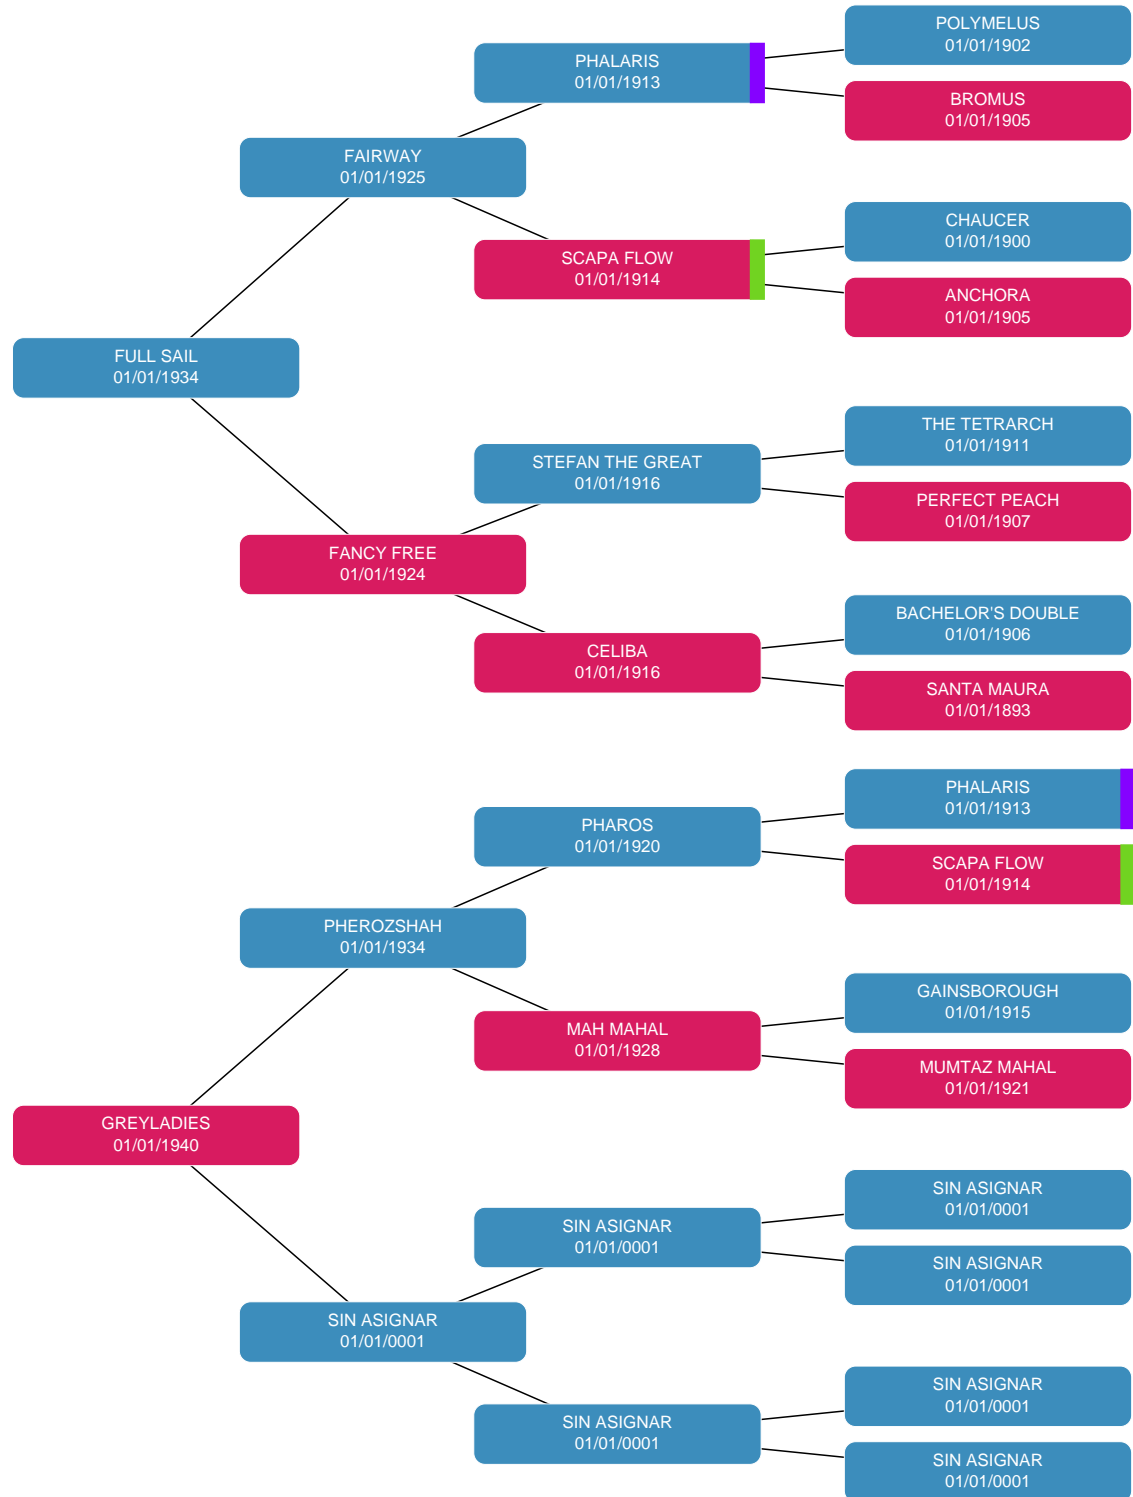 POLYMELUS
01/01/1902
PHALARIS
01/01/1913
BROMUS
01/01/1905
FAIRWAY
01/01/1925
CHAUCER
01/01/1900
SCAPA FLOW
01/01/1914
ANCHORA
01/01/1905
FULL SAIL
01/01/1934
THE TETRARCH
01/01/1911
STEFAN THE GREAT
01/01/1916
PERFECT PEACH
01/01/1907
FANCY FREE
01/01/1924
BACHELOR'S DOUBLE
01/01/1906
CELIBA
01/01/1916
SANTA MAURA
01/01/1893
PHALARIS
01/01/1913
PHAROS
01/01/1920
SCAPA FLOW
01/01/1914
PHEROZSHAH
01/01/1934
GAINSBOROUGH
01/01/1915
MAH MAHAL
01/01/1928
MUMTAZ MAHAL
01/01/1921
GREYLADIES
01/01/1940
SIN ASIGNAR
01/01/0001
SIN ASIGNAR
01/01/0001
SIN ASIGNAR
01/01/0001
SIN ASIGNAR
01/01/0001
SIN ASIGNAR
01/01/0001
SIN ASIGNAR
01/01/0001
SIN ASIGNAR
01/01/0001